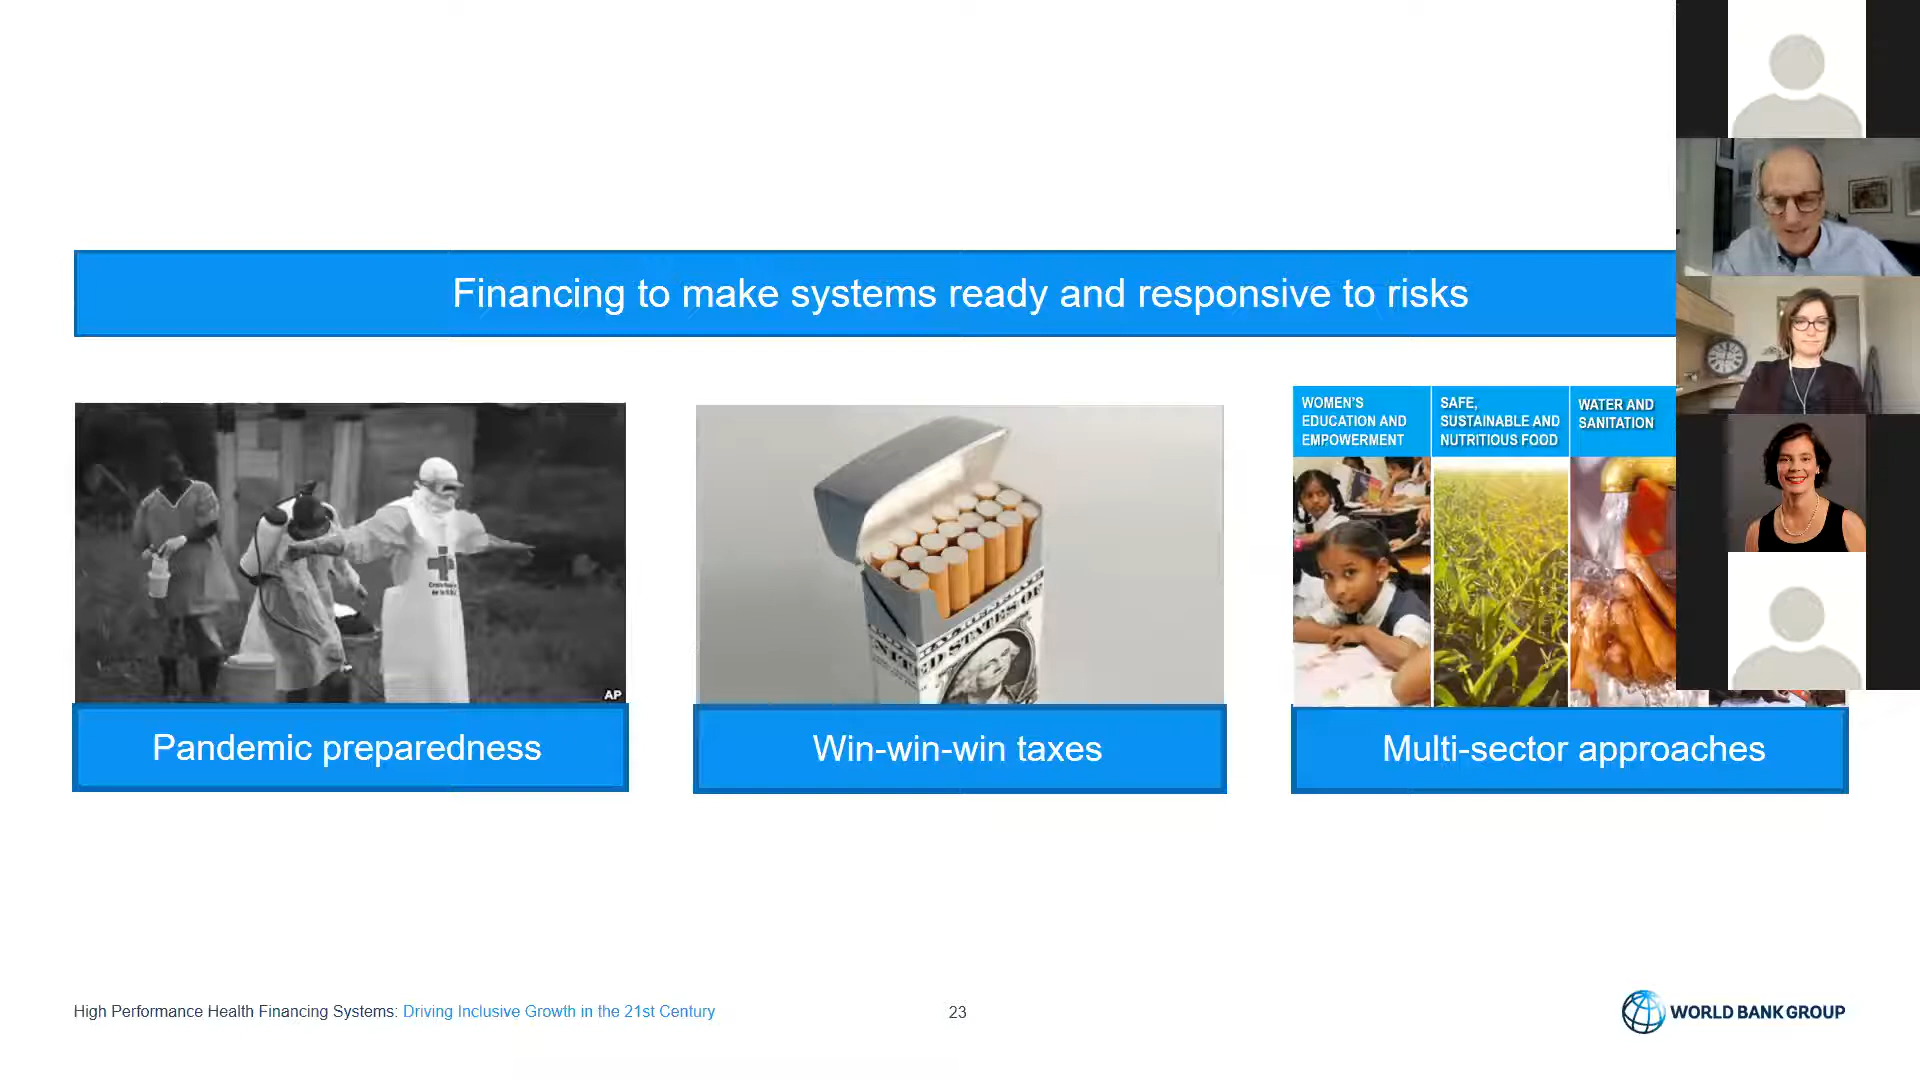 Financing to make systems ready and responsive to risks
WOMEN'S
EDUCATION AND
EMPOWERMENT
SAFE,
SUSTAINABLE AND
NUTRITIOUS FOOD
WATER AND
SANITATION
AP
Pandemic preparedness
Win-win-win taxes
Multi-sector approaches
High Performance Health Financing Systems: Driving Inclusive Growth in the 21st Century
23
WORLD BANK GROUP